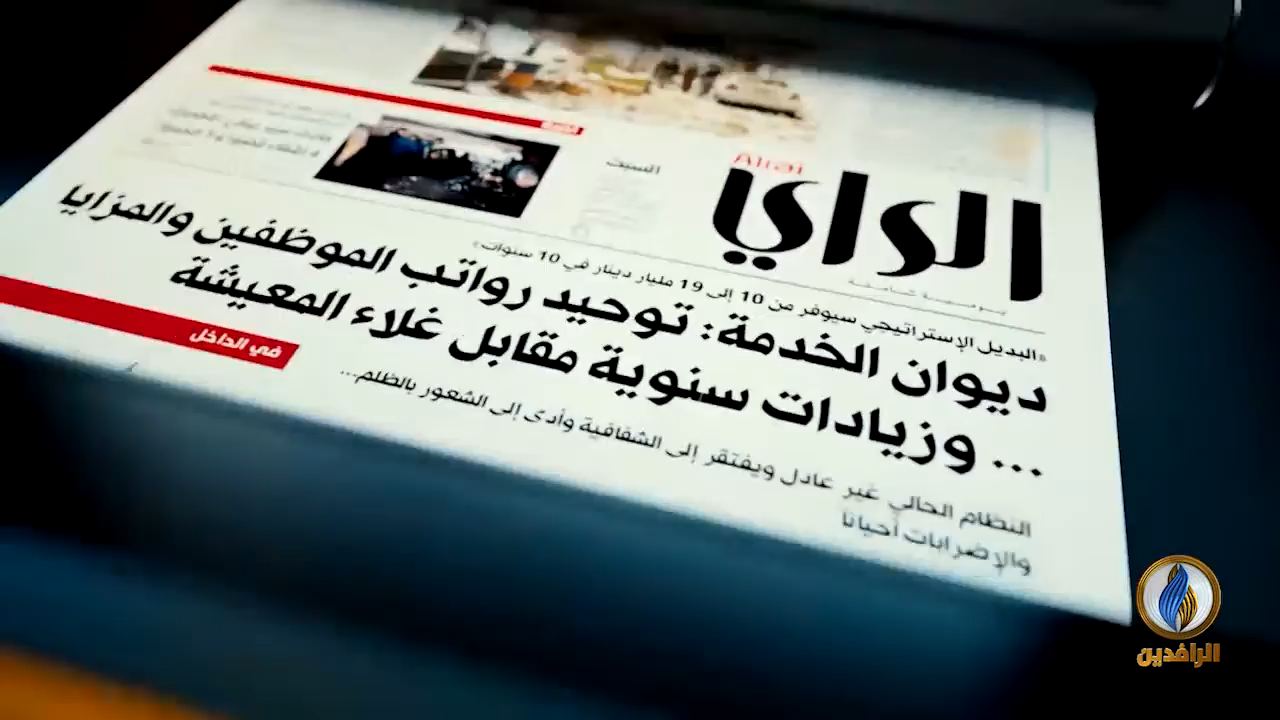 Alrai
الراي
السبت
«البديل الإستراتيجي سيوفر من 10 إلى 19 مليار دينار في 10 سنوات»
ديوان الخدمة: توحيد رواتب الموظفين والمزايا
... وزيادات سنوية مقابل غلاء المعيشة
في الداخل
النظام الحالي غير عادل ويفتقر إلى الشفافية وأدى إلى الشعور بالظلم...
والإضرابات أحيانا
الرافدين